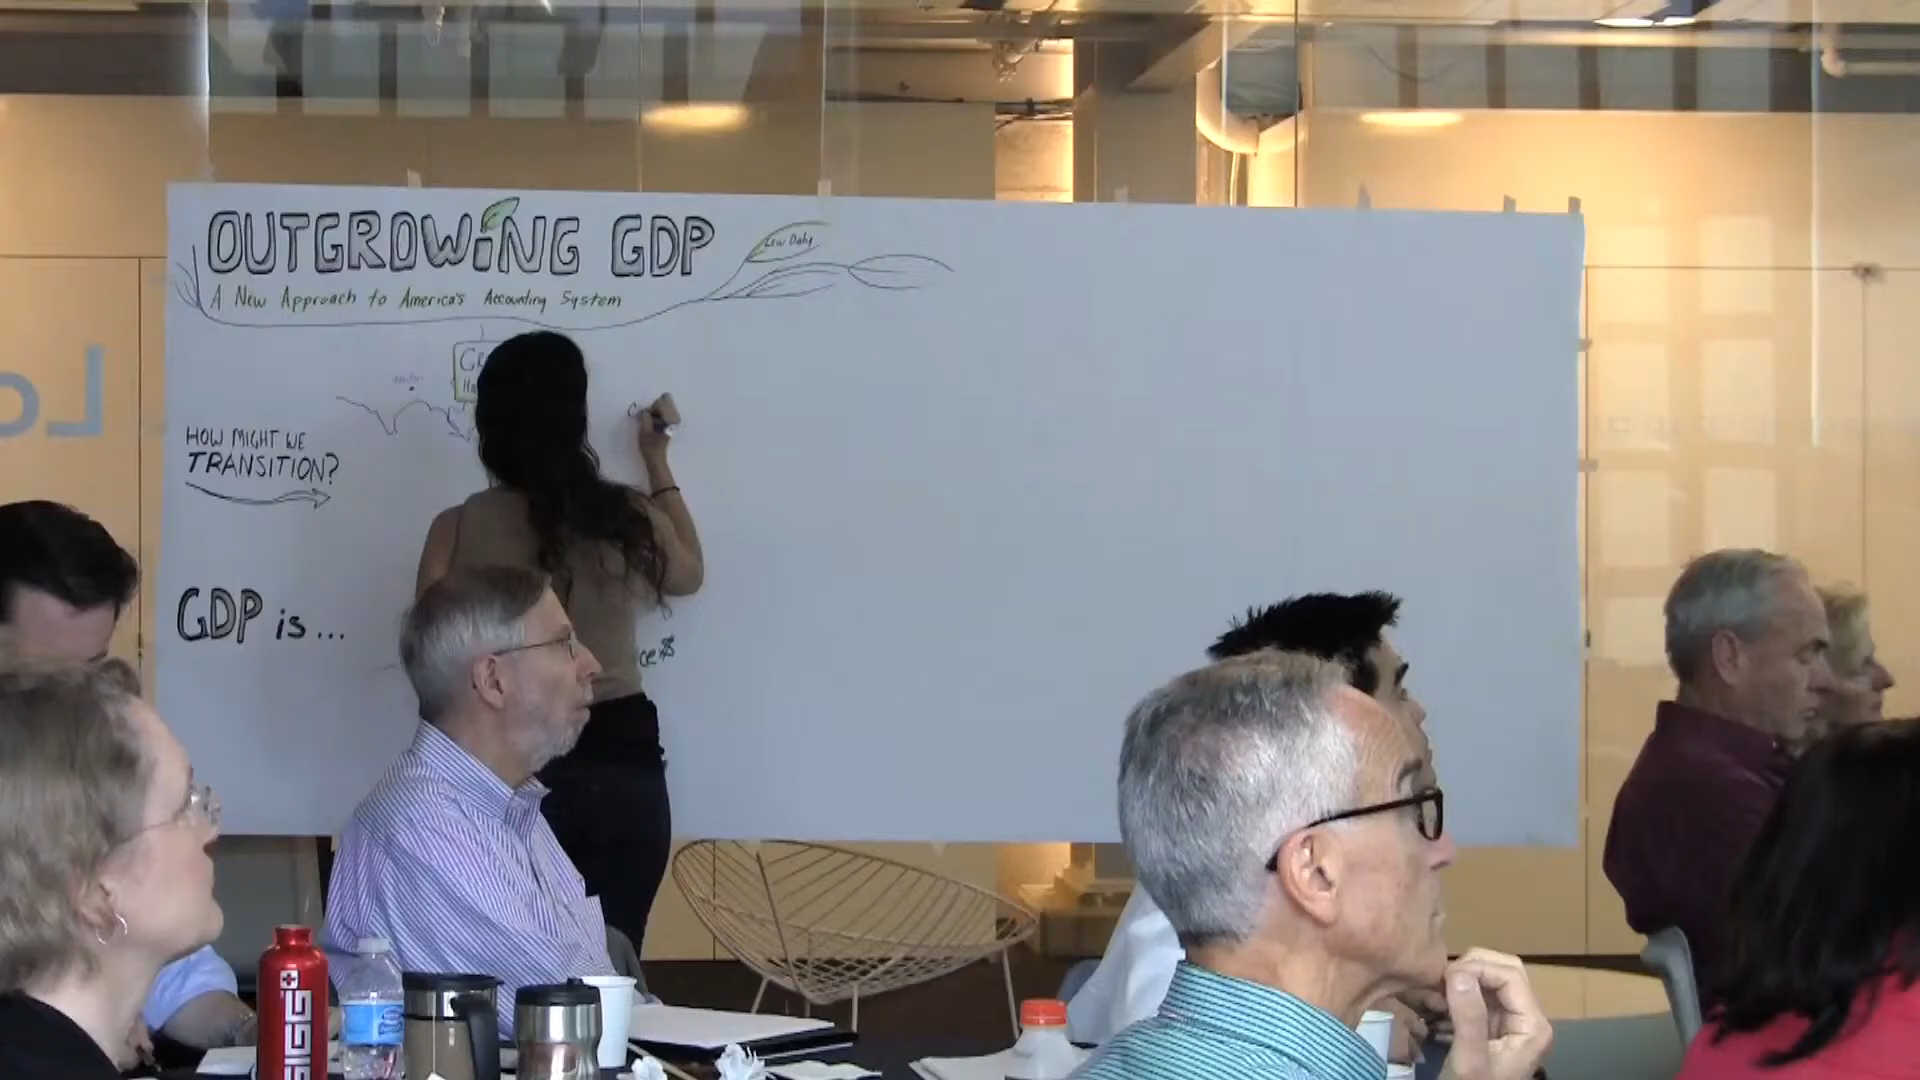 OUTGROWING GDP
Lew Daly
A New Approach to America's Accounting System
HOW MIGHT WE
TRANSITION?
GDP is...
SIGG